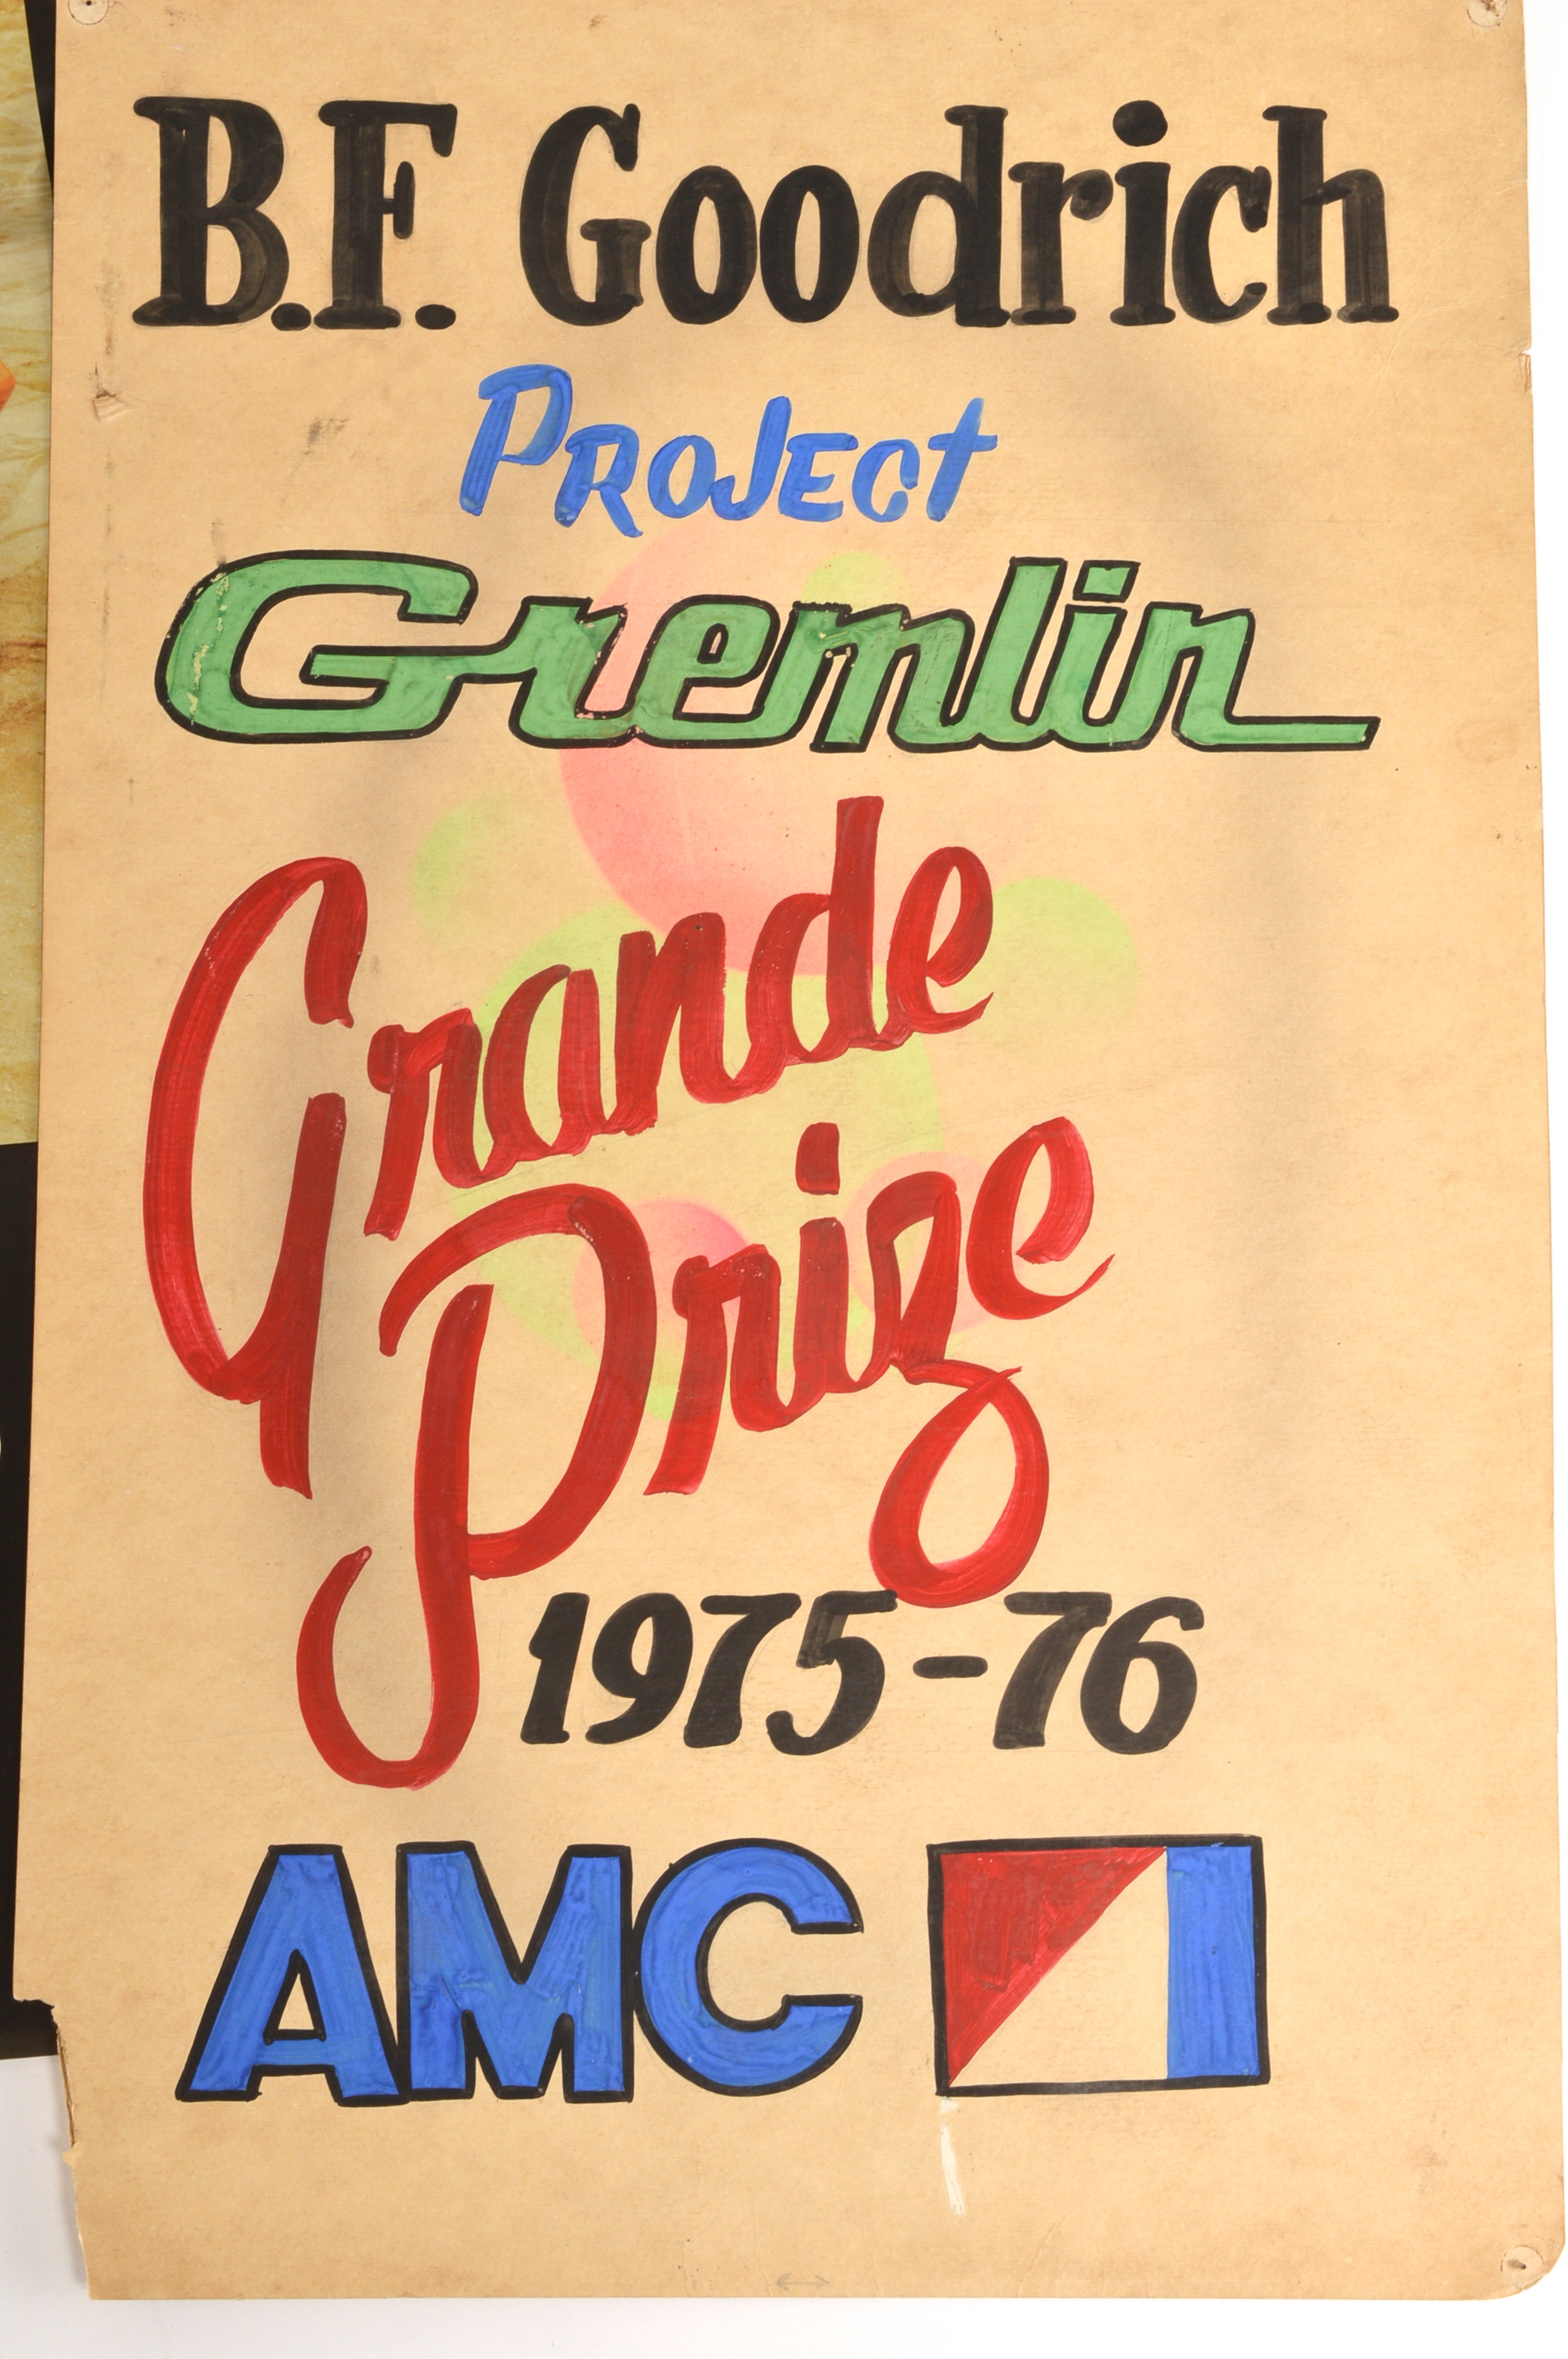 B.F. Goodrich
Project
Gremlin
Grande
Prize
1975-76
AMC